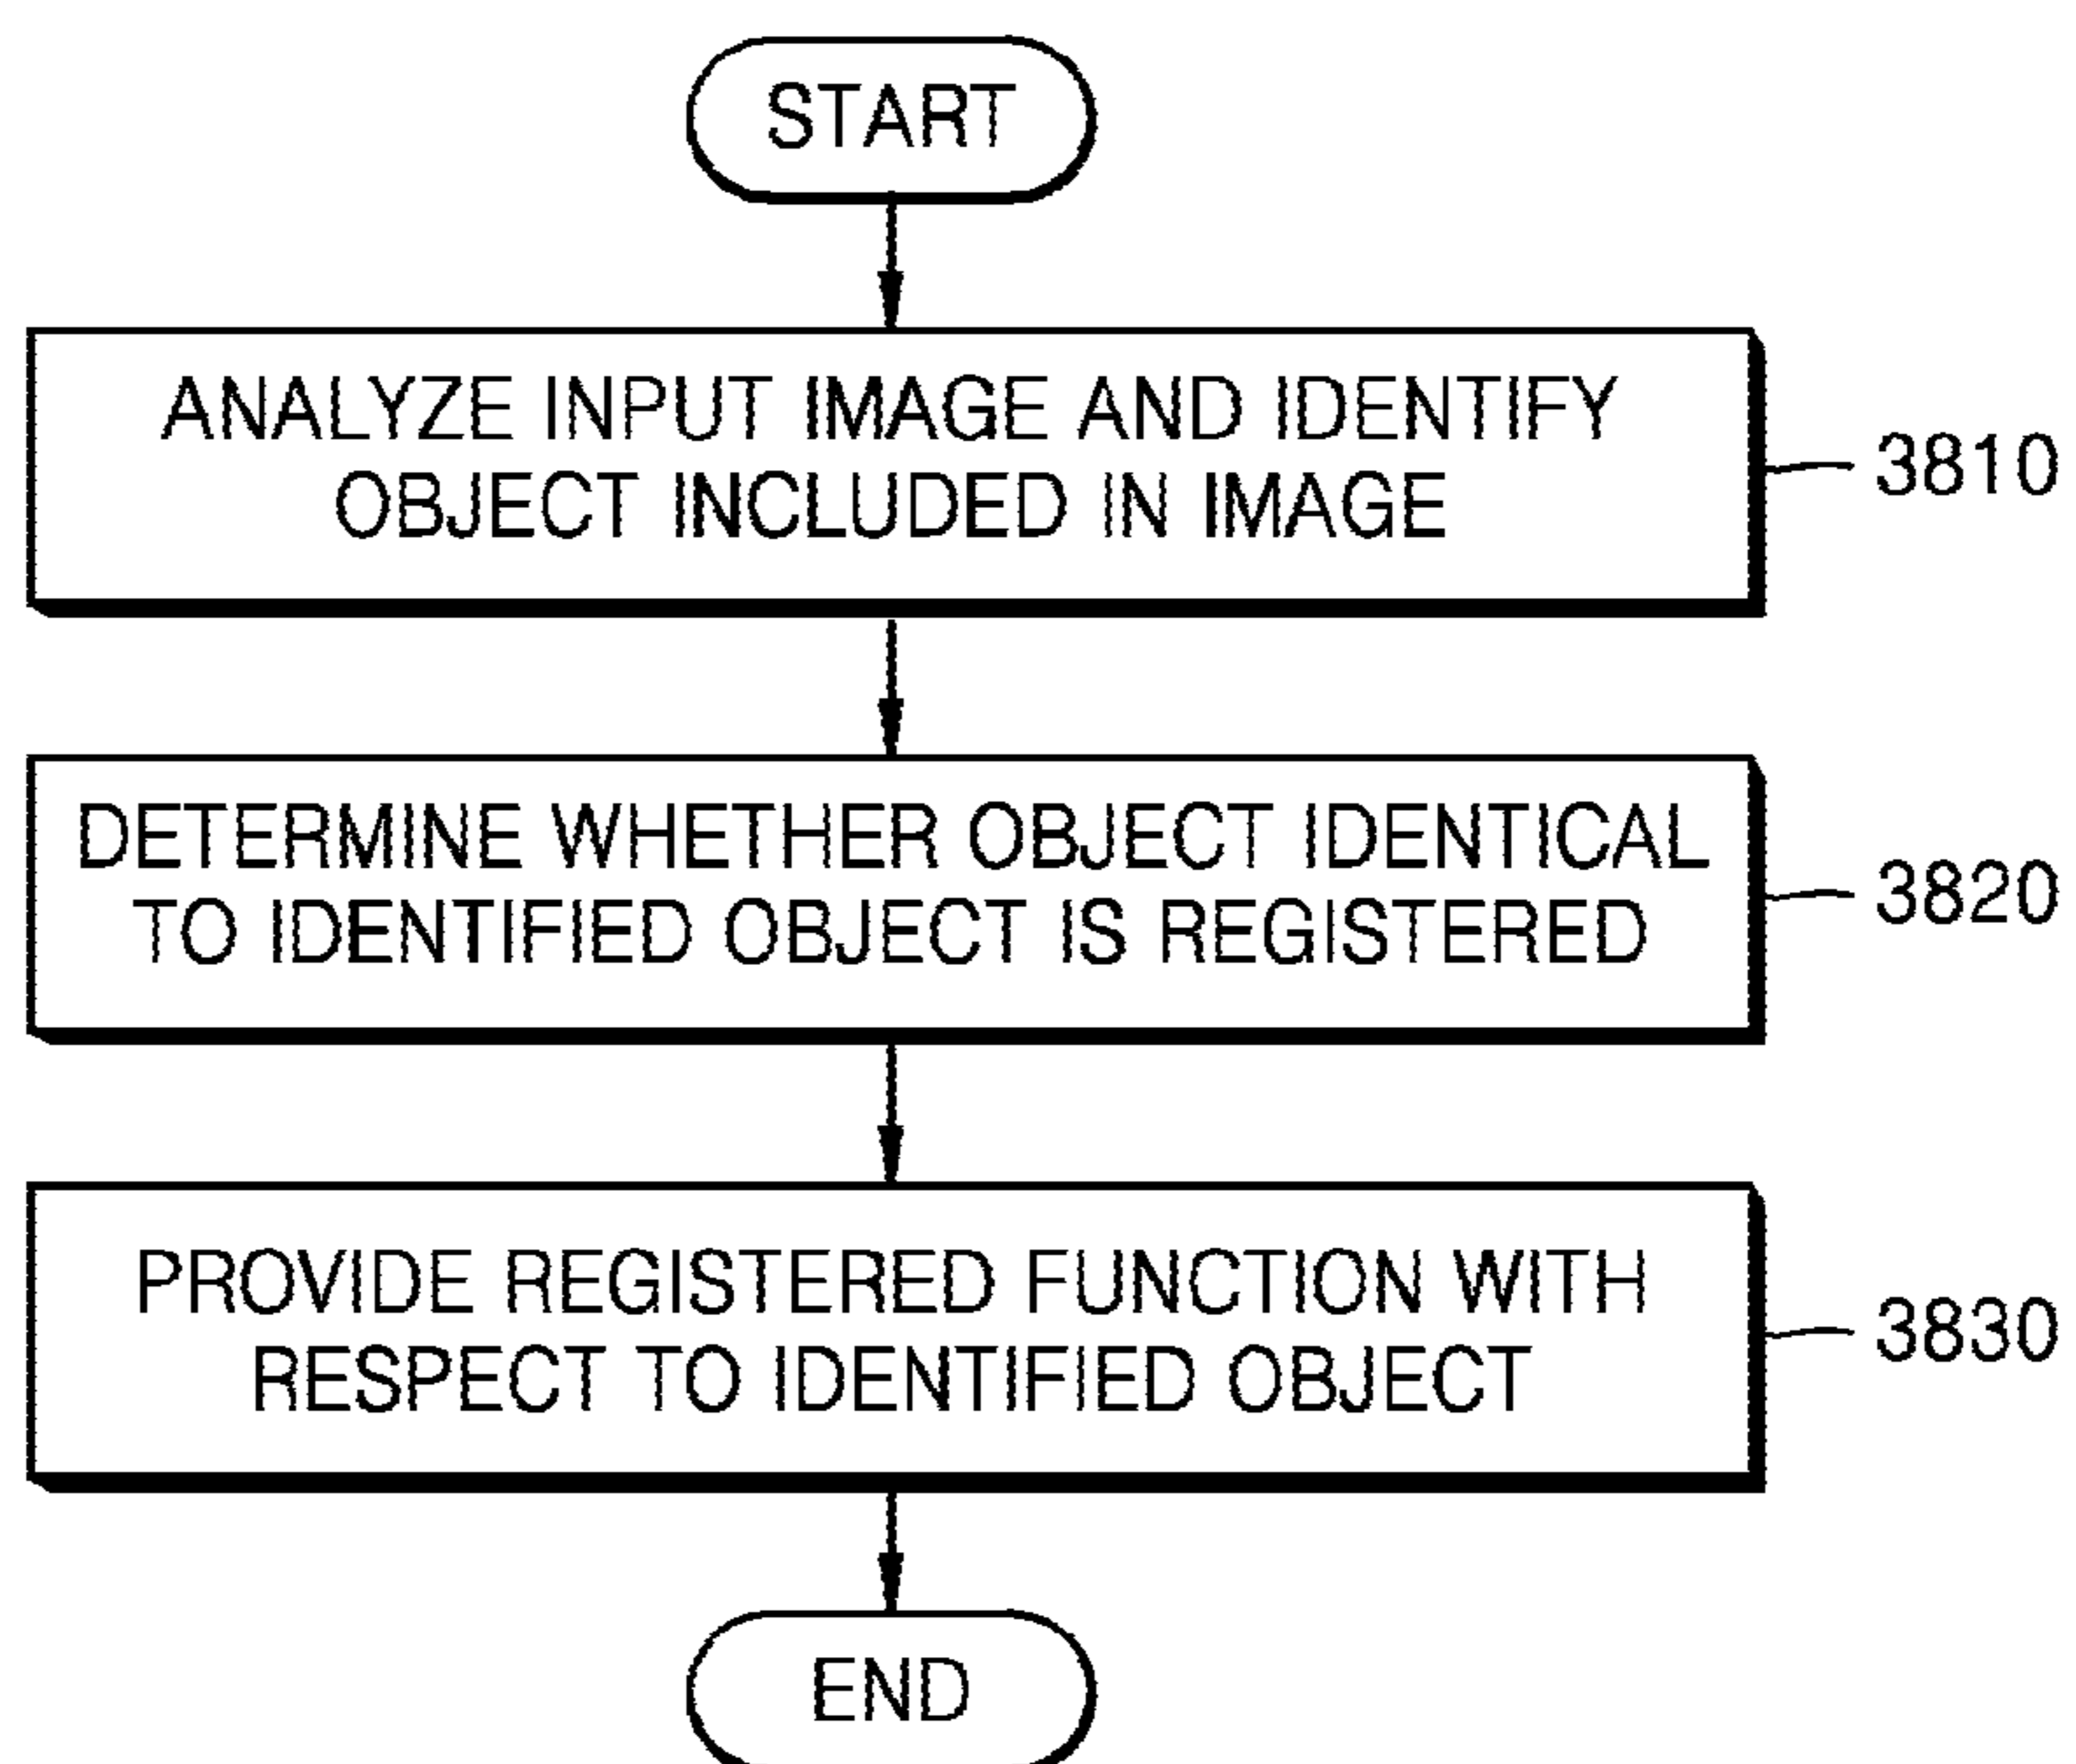 START
ANALYZE INPUT IMAGE AND IDENTIFY
OBJECT INCLUDED IN IMAGE
3810
DETERMINE WHETHER OBJECT IDENTICAL
TO IDENTIFIED OBJECT IS REGISTERED
3820
PROVIDE REGISTERED FUNCTION WITH
RESPECT TO IDENTIFIED OBJECT
3830
END